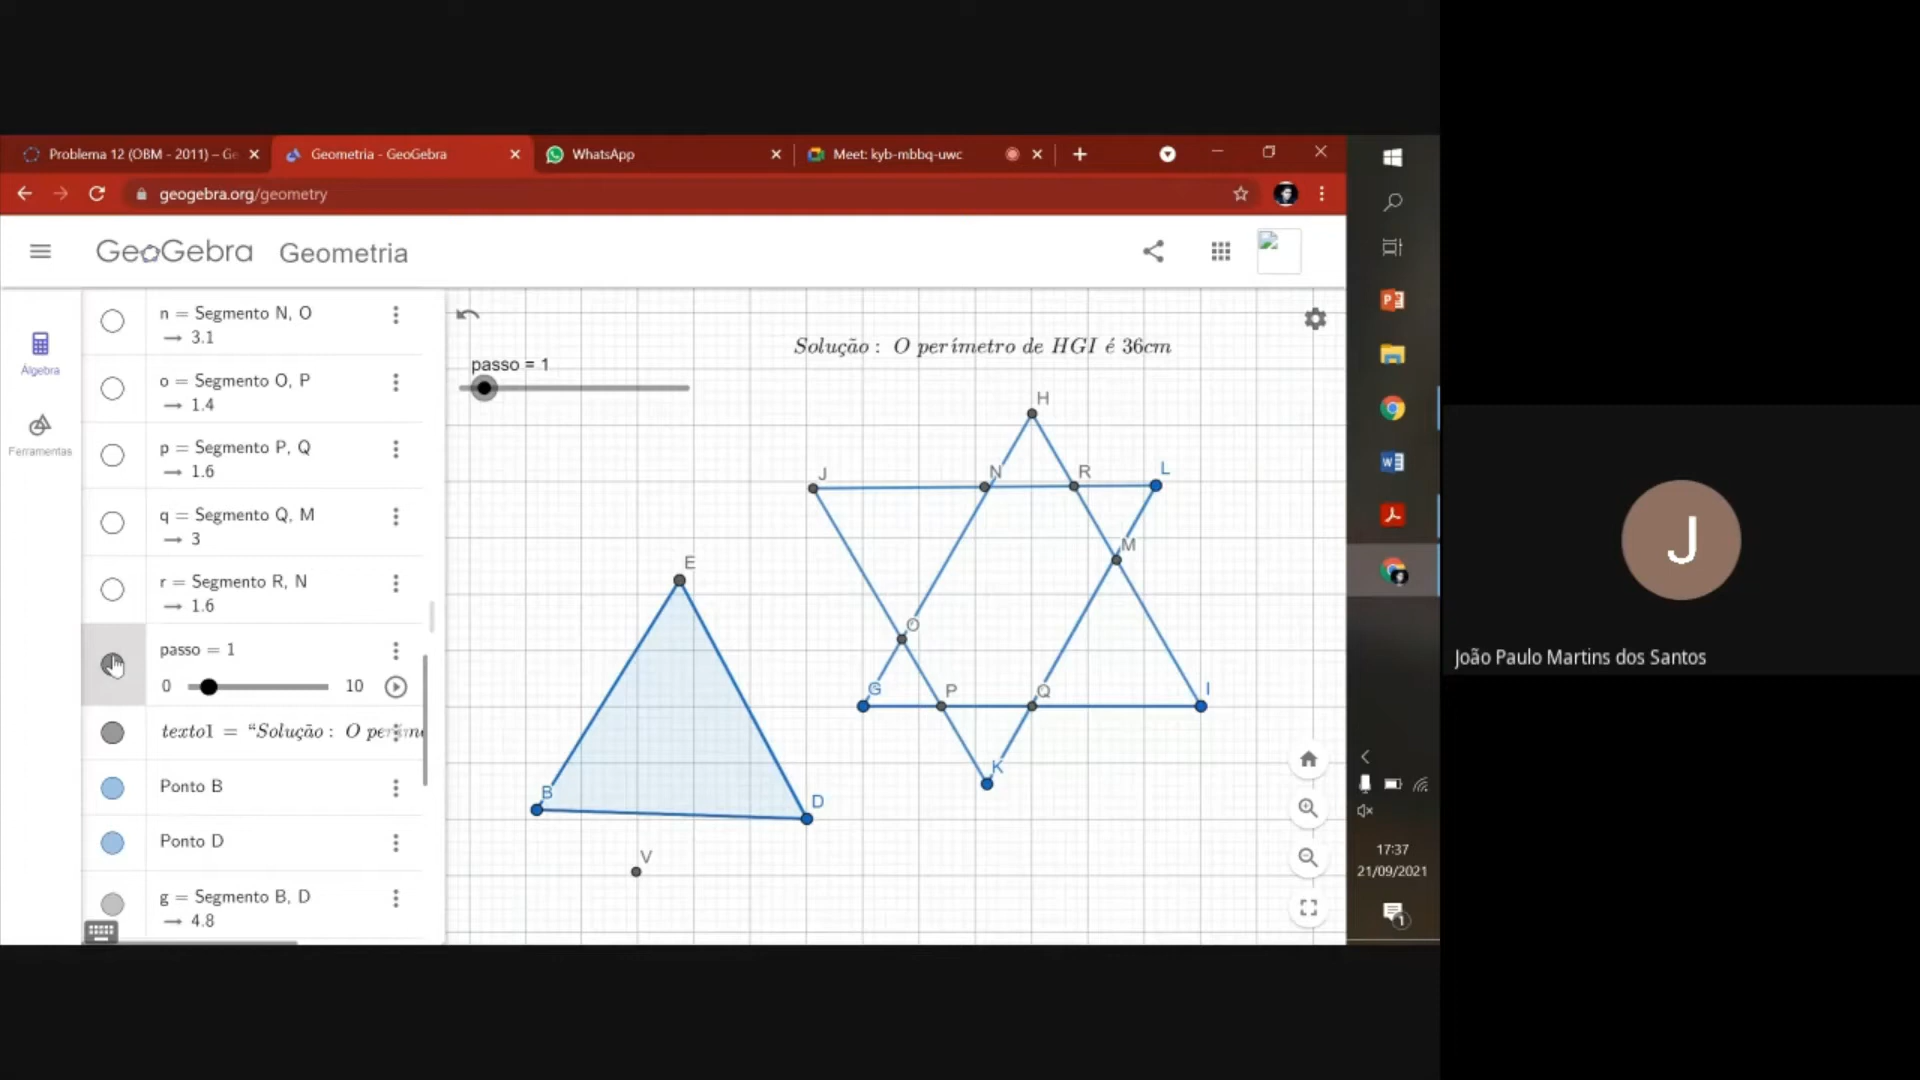 Problema 12 (OBM - 2011) – Ge
Geometria - GeoGebra
WhatsApp
Meet: kyb-mbbq-uwc
geogebra.org/geometry
GeoGebra Geometria
Álgebra
Ferramentas
n = Segmento N, O
→ 3.1
o = Segmento O, P
→ 1.4
p = Segmento P, Q
→ 1.6
q = Segmento Q, M
→ 3
r = Segmento R, N
→ 1.6
passo = 1
0 10
texto1 = “Solução : O períme
Ponto B
Ponto D
g = Segmento B, D
→ 4.8
passo = 1
Solução : O perímetro de HGI é 36cm
H
J
N
R
L
M
E
O
G
P
Q
I
K
B
D
V
17:37
21/09/2021
1
J
João Paulo Martins dos Santos